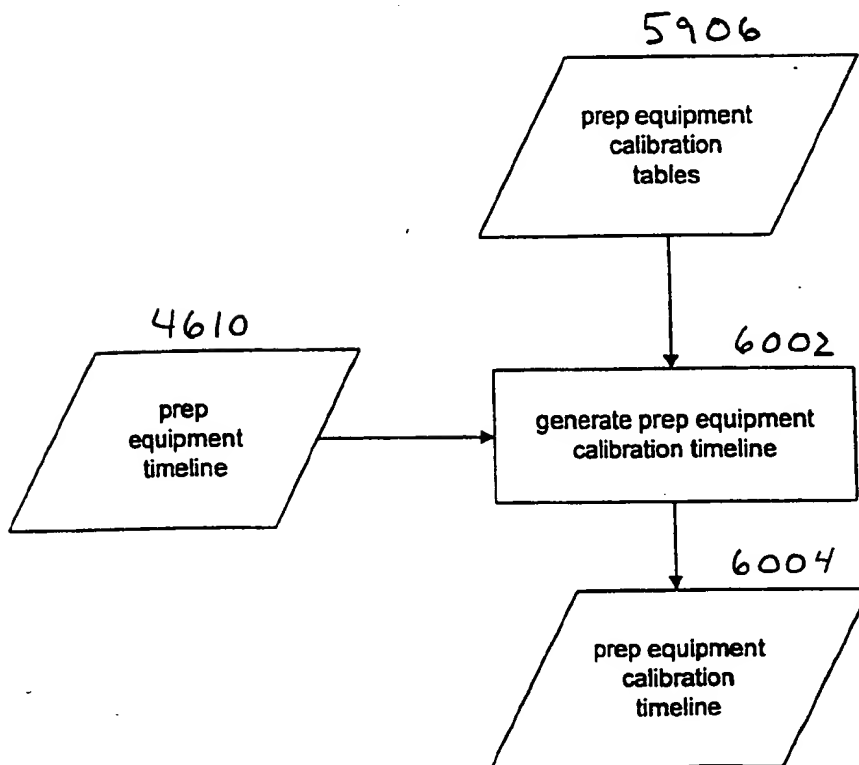 5906
prep equipment
calibration
tables
4610
prep
equipment
timeline
6002
generate prep equipment
calibration timeline
6004
prep equipment
calibration
timeline